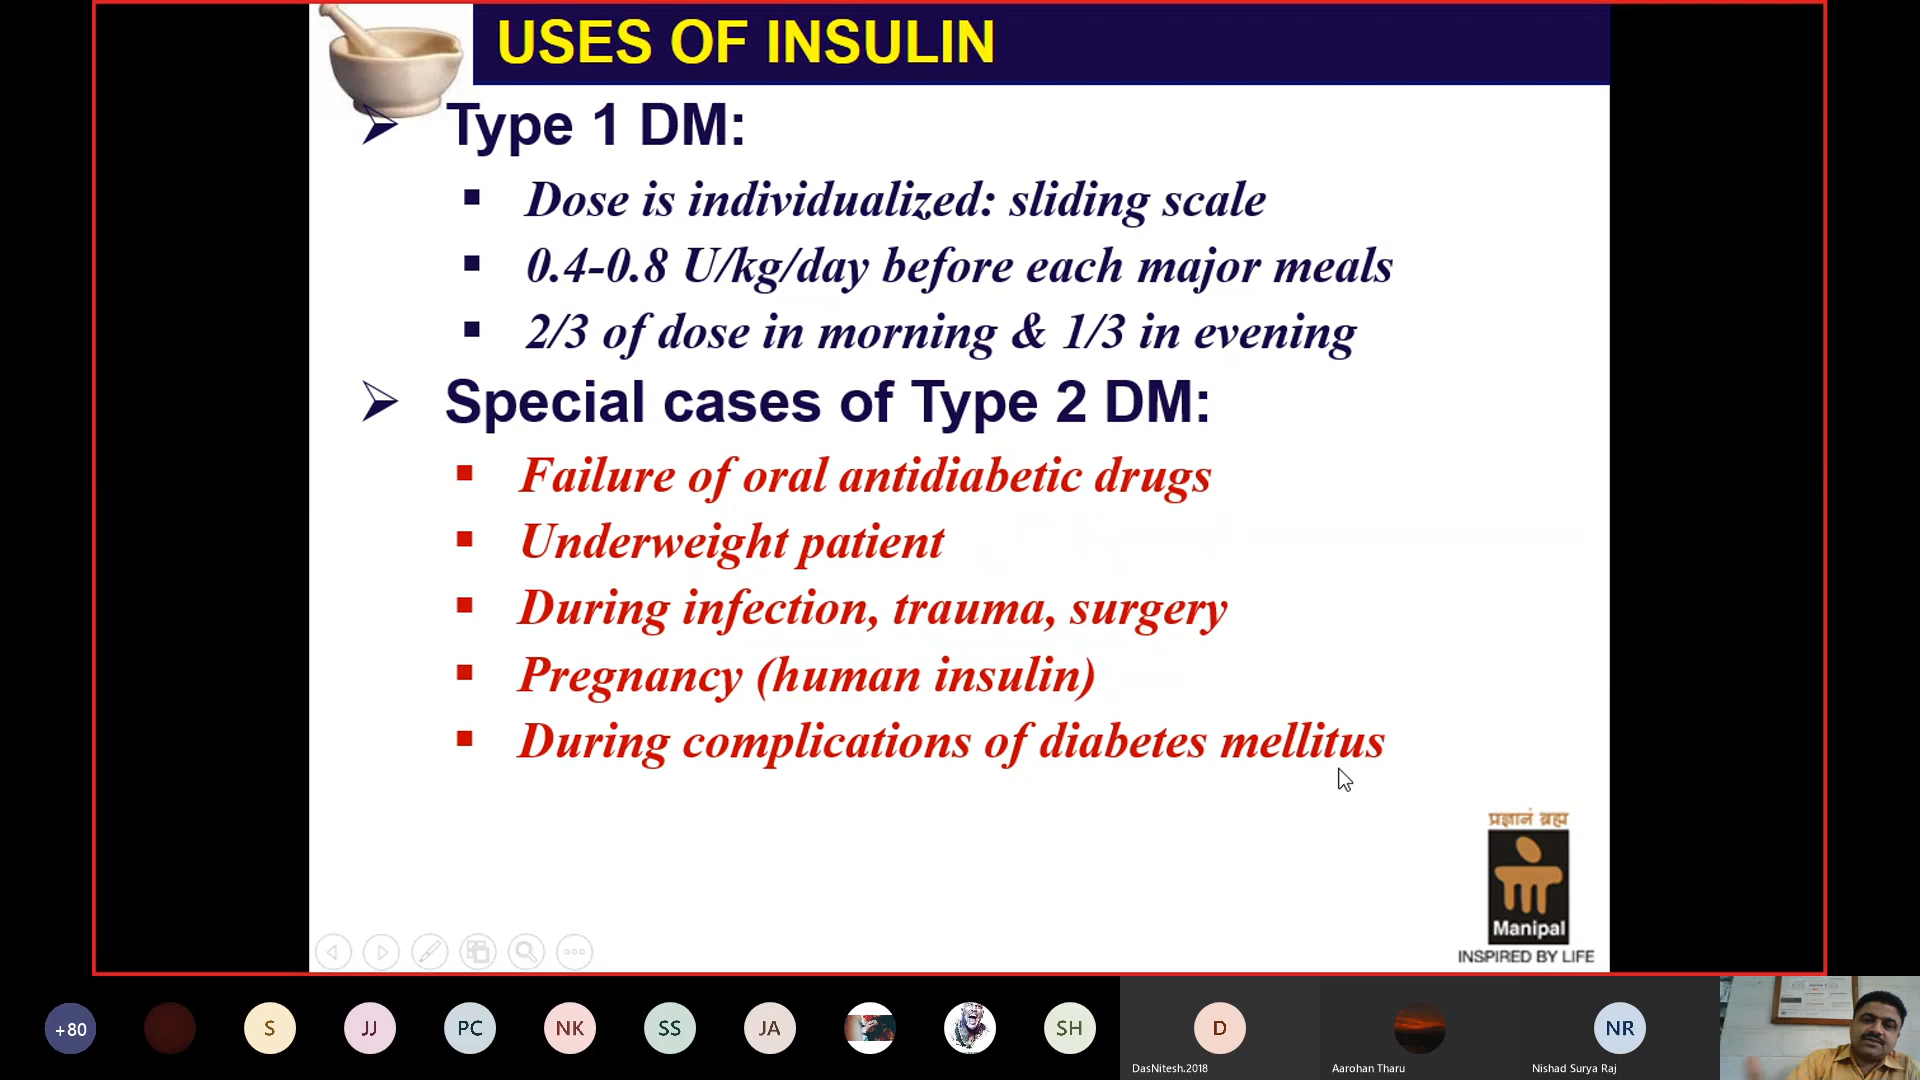 USES OF INSULIN
Type 1 DM:
Dose is individualized: sliding scale
0.4-0.8 U/kg/day before each major meals
2/3 of dose in morning & 1/3 in evening
Special cases of Type 2 DM:
Failure of oral antidiabetic drugs
Underweight patient
During infection, trauma, surgery
Pregnancy (human insulin)
During complications of diabetes mellitus
प्रज्ञानं ब्रह्म
Manipal
INSPIRED BY LIFE
+80
S
JJ
PC
NK
SS
JA
SH
D
NR
DasNitesh.2018
Aarohan Tharu
Nishad Surya Raj